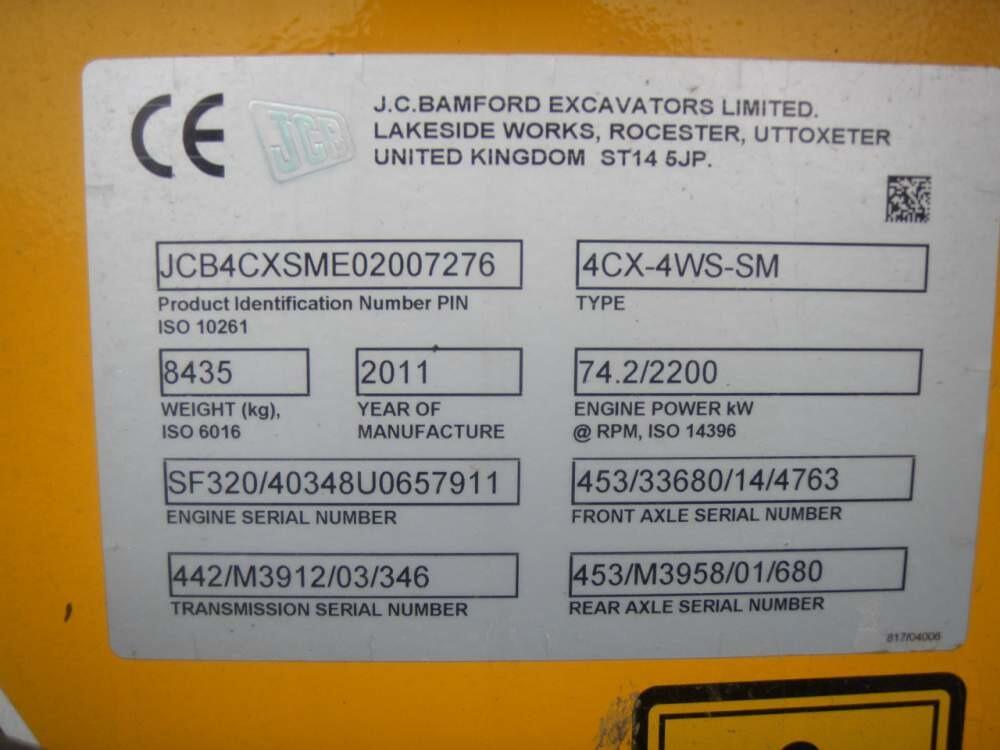 CE
JCB
J.C.BAMFORD EXCAVATORS LIMITED.
LAKESIDE WORKS, ROCESTER, UTTOXETER
UNITED KINGDOM ST14 5JP.
JCB4CXSME02007276
Product Identification Number PIN
ISO 10261
4CX-4WS-SM
TYPE
8435
WEIGHT (kg),
ISO 6016
2011
YEAR OF
MANUFACTURE
74.2/2200
ENGINE POWER kW
@ RPM, ISO 14396
SF320/40348U0657911
ENGINE SERIAL NUMBER
453/33680/14/4763
FRONT AXLE SERIAL NUMBER
442/M3912/03/346
TRANSMISSION SERIAL NUMBER
453/M3958/01/680
REAR AXLE SERIAL NUMBER
817/04006